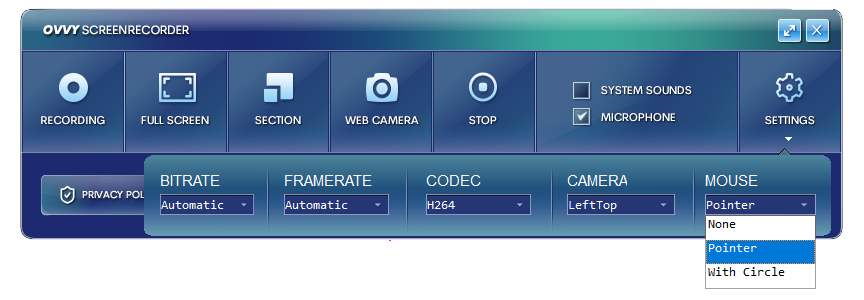 OVVY SCREENRECORDER
RECORDING
FULL SCREEN
SECTION
WEB CAMERA
STOP
SYSTEM SOUNDS
MICROPHONE
SETTINGS
PRIVACY POL
BITRATE
Automatic
FRAMERATE
Automatic
CODEC
H264
CAMERA
LeftTop
MOUSE
Pointer
None
Pointer
With Circle